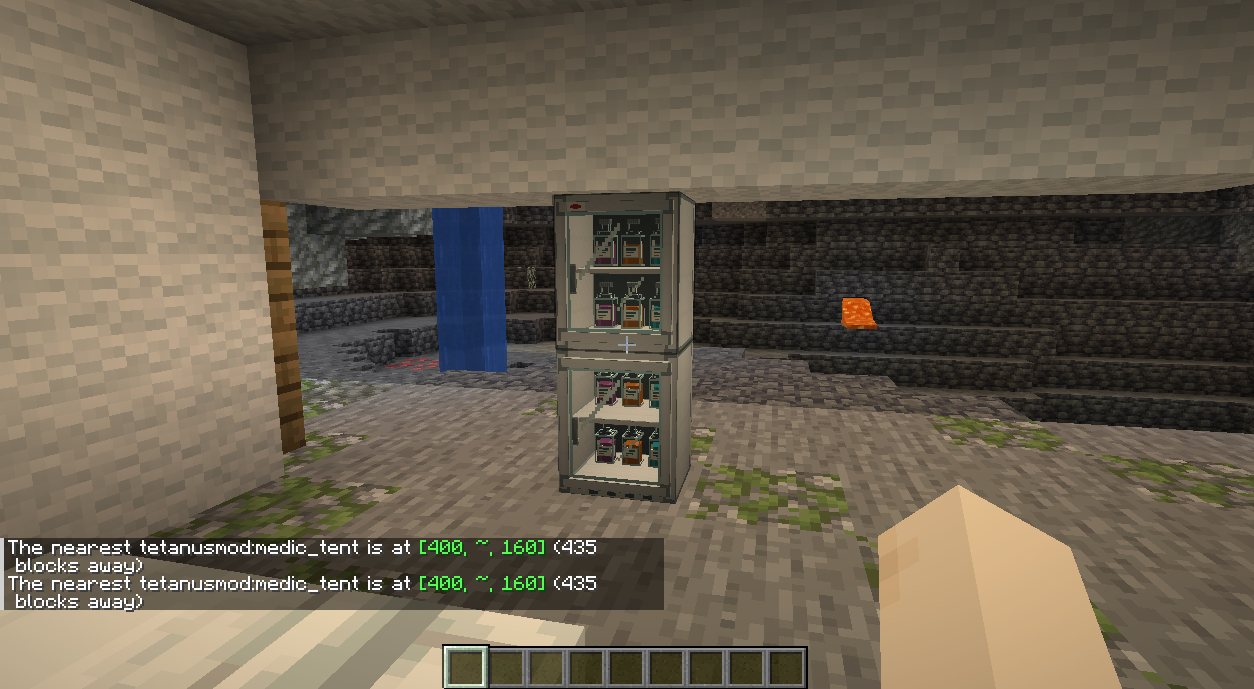 The nearest tetanusmod:medic_tent is at [400, ~, 160] (435
blocks away)
The nearest tetanusmod:medic_tent is at [400, ~, 160] (435
blocks away)